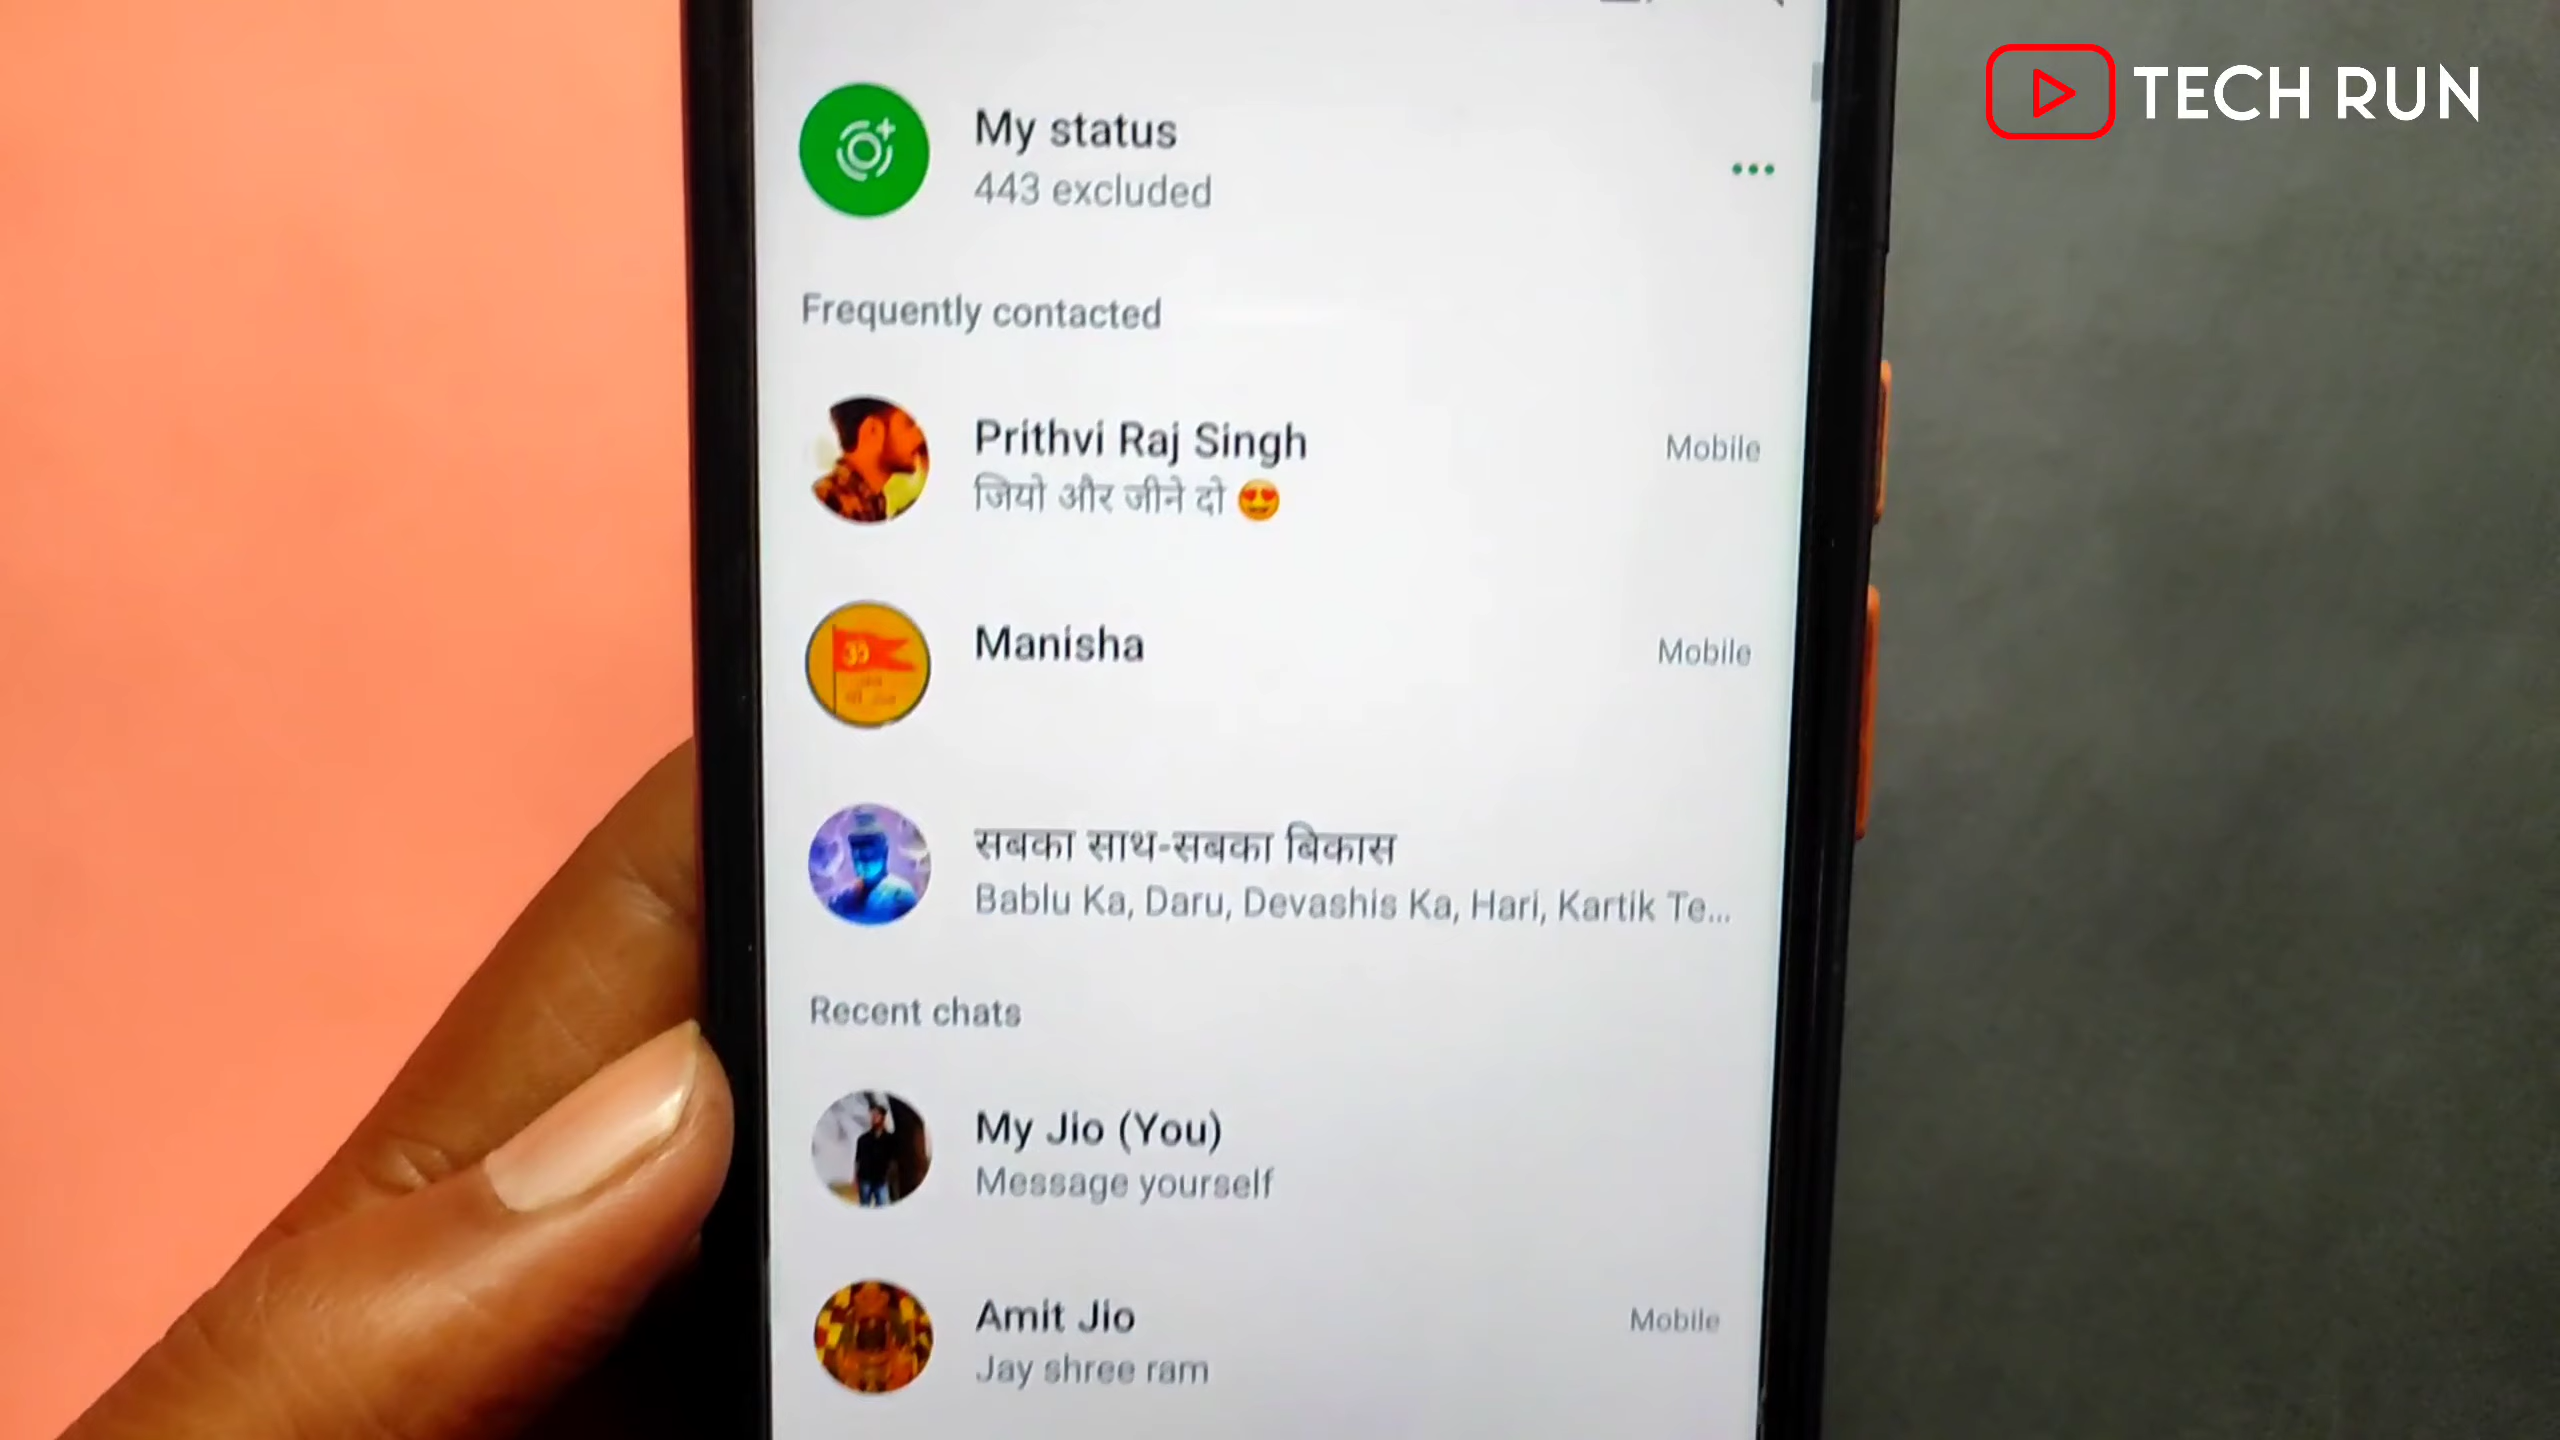 TECH RUN
My status
443 excluded
Frequently contacted
Prithvi Raj Singh
Mobile
जियो और जीने दो 😍
Manisha
Mobile
ॐ
सबका साथ-सबका बिकास
Bablu Ka, Daru, Devashis Ka, Hari, Kartik Te...
Recent chats
My Jio (You)
Message yourself
Amit Jio
Mobile
Jay shree ram